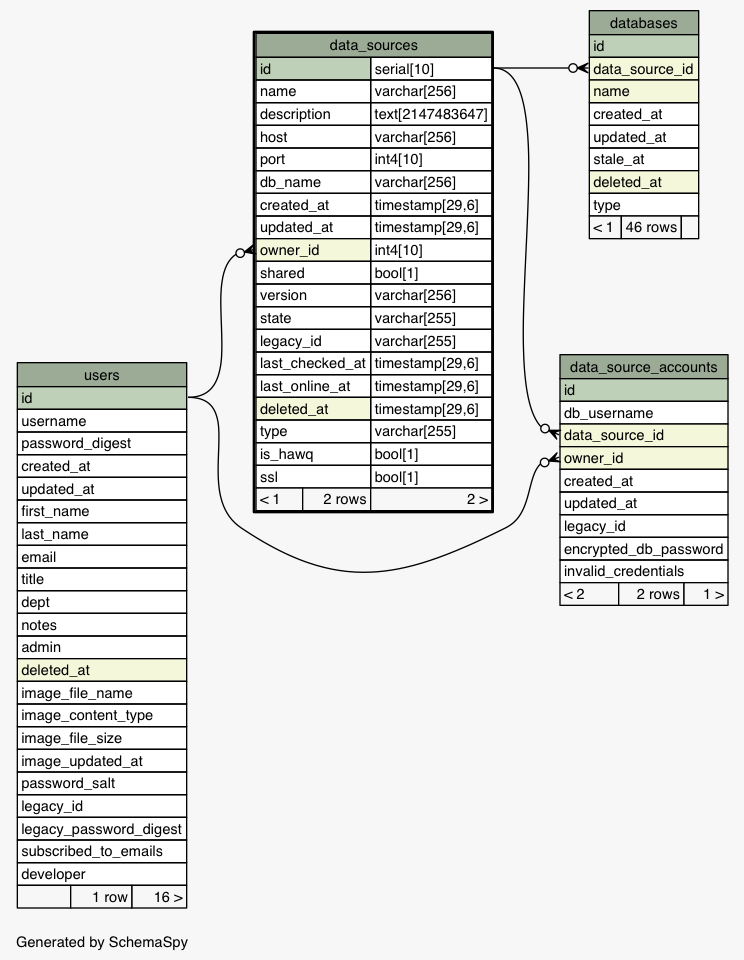 databases
id
data_source_id
name
created_at
updated_at
stale_at
deleted_at
type
< 1 46 rows
data_sources
id serial[10]
name varchar[256]
description text[2147483647]
host varchar[256]
port int4[10]
db_name varchar[256]
created_at timestamp[29,6]
updated_at timestamp[29,6]
owner_id int4[10]
shared bool[1]
version varchar[256]
state varchar[255]
legacy_id varchar[255]
last_checked_at timestamp[29,6]
last_online_at timestamp[29,6]
deleted_at timestamp[29,6]
type varchar[255]
is_hawq bool[1]
ssl bool[1]
< 1 2 rows 2 >
data_source_accounts
id
db_username
data_source_id
owner_id
created_at
updated_at
legacy_id
encrypted_db_password
invalid_credentials
< 2 2 rows 1 >
users
id
username
password_digest
created_at
updated_at
first_name
last_name
email
title
dept
notes
admin
deleted_at
image_file_name
image_content_type
image_file_size
image_updated_at
password_salt
legacy_id
legacy_password_digest
subscribed_to_emails
developer
1 row 16 >
Generated by SchemaSpy